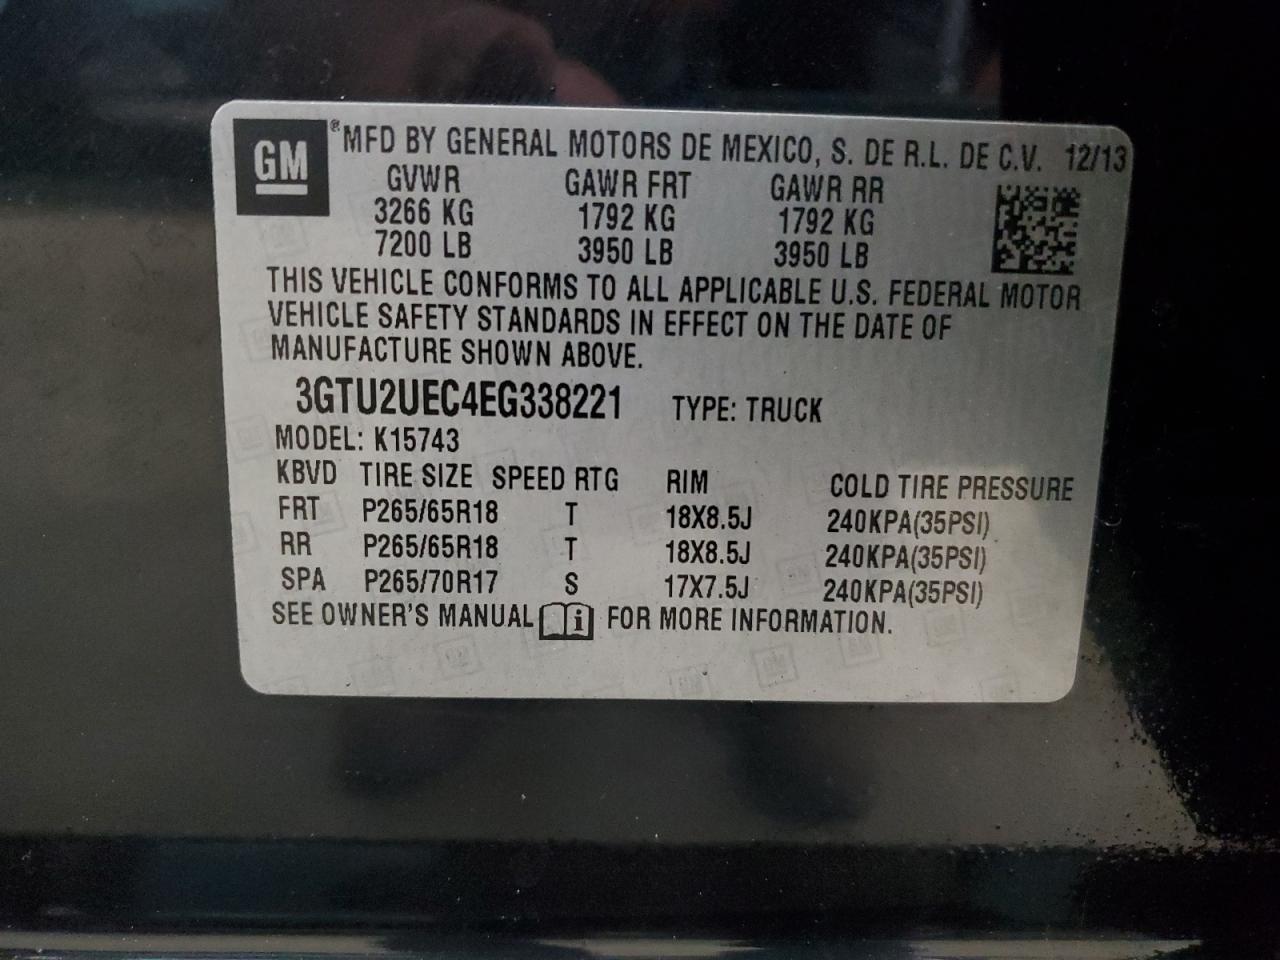 GM ® MFD BY GENERAL MOTORS DE MEXICO, S. DE R.L. DE C.V. 12/13
GVWR GAWR FRT GAWR RR
3266 KG 1792 KG 1792 KG
7200 LB 3950 LB 3950 LB
THIS VEHICLE CONFORMS TO ALL APPLICABLE U.S. FEDERAL MOTOR
VEHICLE SAFETY STANDARDS IN EFFECT ON THE DATE OF
MANUFACTURE SHOWN ABOVE.
3GTU2UEC4EG338221 TYPE: TRUCK
MODEL: K15743
KBVD TIRE SIZE SPEED RTG RIM COLD TIRE PRESSURE
FRT P265/65R18 T 18X8.5J 240KPA(35PSI)
RR P265/65R18 T 18X8.5J 240KPA(35PSI)
SPA P265/70R17 S 17X7.5J 240KPA(35PSI)
SEE OWNER'S MANUAL i FOR MORE INFORMATION.